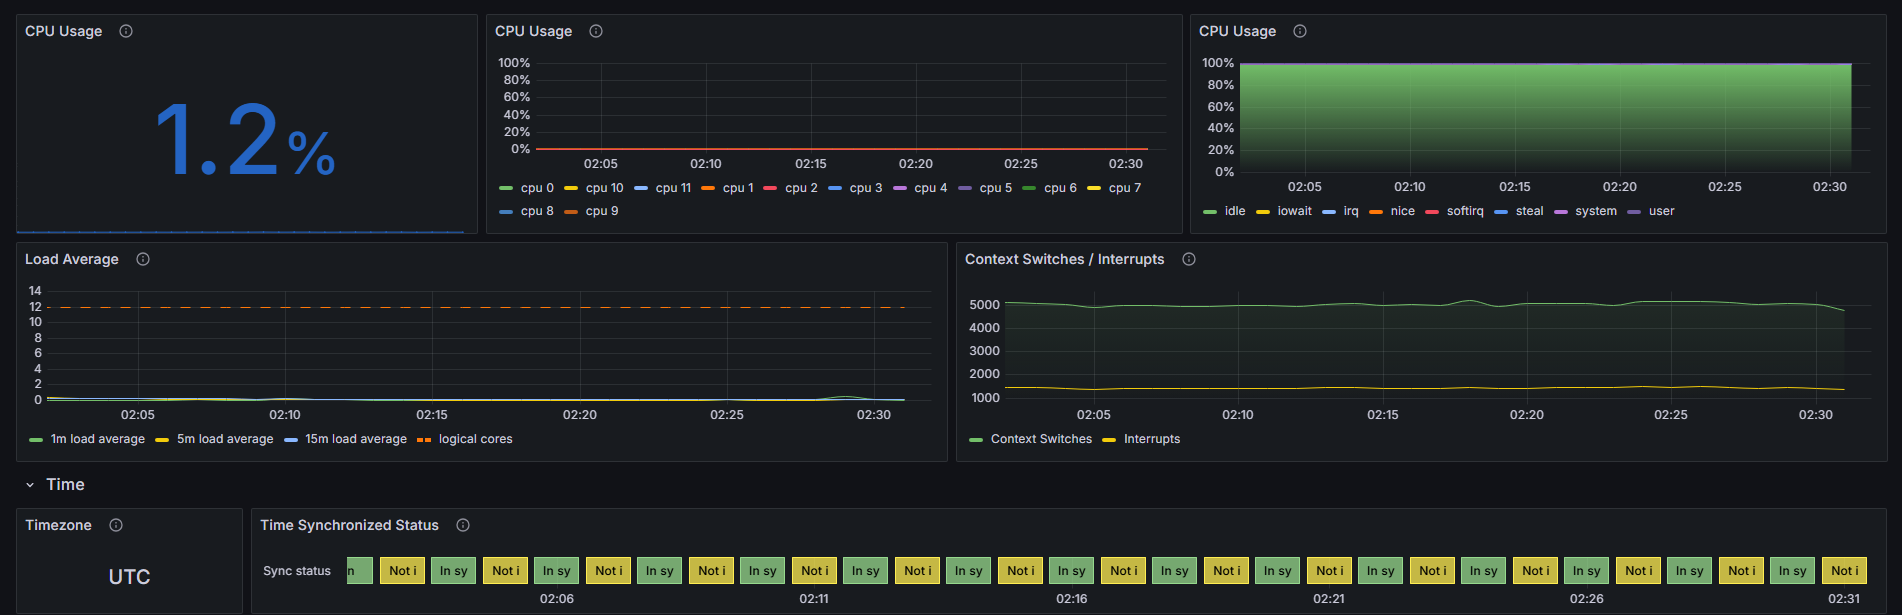 CPU Usage
1.2%
CPU Usage
100%
80%
60%
40%
20%
0%
02:05 02:10 02:15 02:20 02:25 02:30
cpu 0 cpu 10 cpu 11 cpu 1 cpu 2 cpu 3 cpu 4 cpu 5 cpu 6 cpu 7
cpu 8 cpu 9
CPU Usage
100%
80%
60%
40%
20%
0%
02:05 02:10 02:15 02:20 02:25 02:30
idle iowait irq nice softirq steal system user
Load Average
14
12
10
8
6
4
2
0
02:05 02:10 02:15 02:20 02:25 02:30
1m load average 5m load average 15m load average logical cores
Context Switches / Interrupts
5000
4000
3000
2000
1000
02:05 02:10 02:15 02:20 02:25 02:30
Context Switches Interrupts
Time
Timezone
UTC
Time Synchronized Status
Sync status n Not i In sy Not i In sy Not i In sy Not i In sy Not i In sy Not i In sy Not i In sy Not i In sy Not i In sy Not i In sy Not i In sy Not i In sy Not i In sy Not i In sy Not i
02:06 02:11 02:16 02:21 02:26 02:31